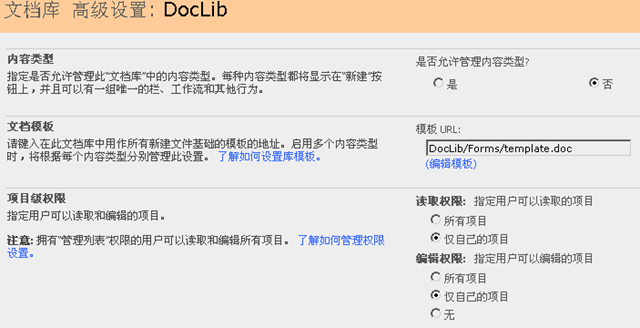 文档库 高级设置: DocLib
内容类型
指定是否允许管理此“文档库”中的内容类型。每种内容类型都将显示在“新建”按
钮上，并且可以有一组唯一的栏、工作流和其他行为。
是否允许管理内容类型?
是 否
文档模板
请键入在此文档库中用作所有新建文件基础的模板的地址。启用多个内容类型
时，将根据每个内容类型分别管理此设置。 了解如何设置库模板。
模板 URL:
DocLib/Forms/template.doc
(编辑模板)
项目级权限
指定用户可以读取和编辑的项目。
注意: 拥有“管理列表”权限的用户可以读取和编辑所有项目。 了解如何管理权限
设置。
读取权限: 指定用户可以读取的项目
所有项目
仅自己的项目
编辑权限: 指定用户可以编辑的项目
所有项目
仅自己的项目
无